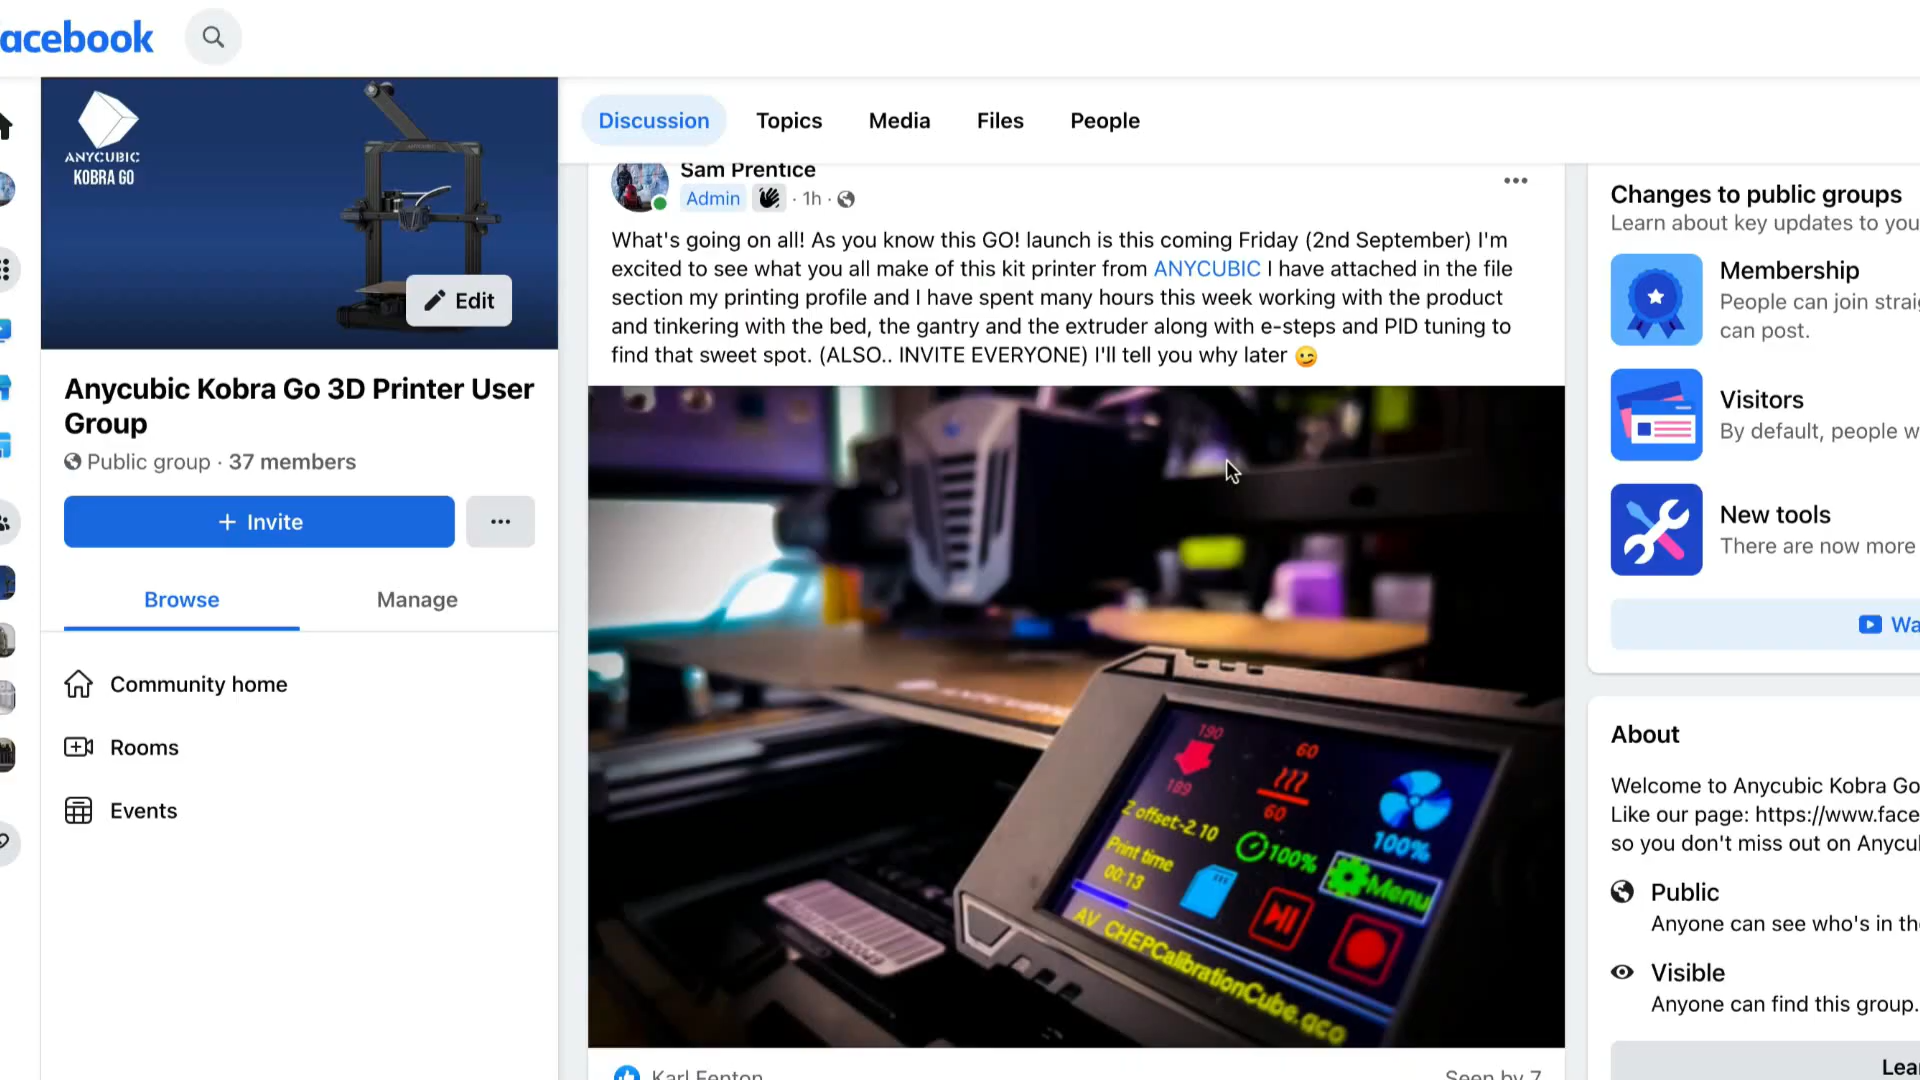 acebook
ANYCUBIC
KOBRA GO
Edit
Anycubic Kobra Go 3D Printer User
Group
Public group · 37 members
+ Invite
Browse
Manage
Community home
Rooms
Events
Discussion
Topics
Media
Files
People
Sam Prentice
Admin · 1h ·
What's going on all! As you know this GO! launch is this coming Friday (2nd September) I'm
excited to see what you all make of this kit printer from ANYCUBIC I have attached in the file
section my printing profile and I have spent many hours this week working with the product
and tinkering with the bed, the gantry and the extruder along with e-steps and PID tuning to
find that sweet spot. (ALSO.. INVITE EVERYONE) I'll tell you why later 😉
190
189
60
60
100%
Z offset-2.10
100%
Print time
00:13
Menu
AV_CHEPCalibrationCube.gco
Karl Fenton
Seen by 7
Changes to public groups
Learn about key updates to you
Membership
People can join strai
can post.
Visitors
By default, people w
New tools
There are now more
Wa
About
Welcome to Anycubic Kobra Go
Like our page: https://www.face
so you don't miss out on Anycu
Public
Anyone can see who's in the
Visible
Anyone can find this group.
Lea